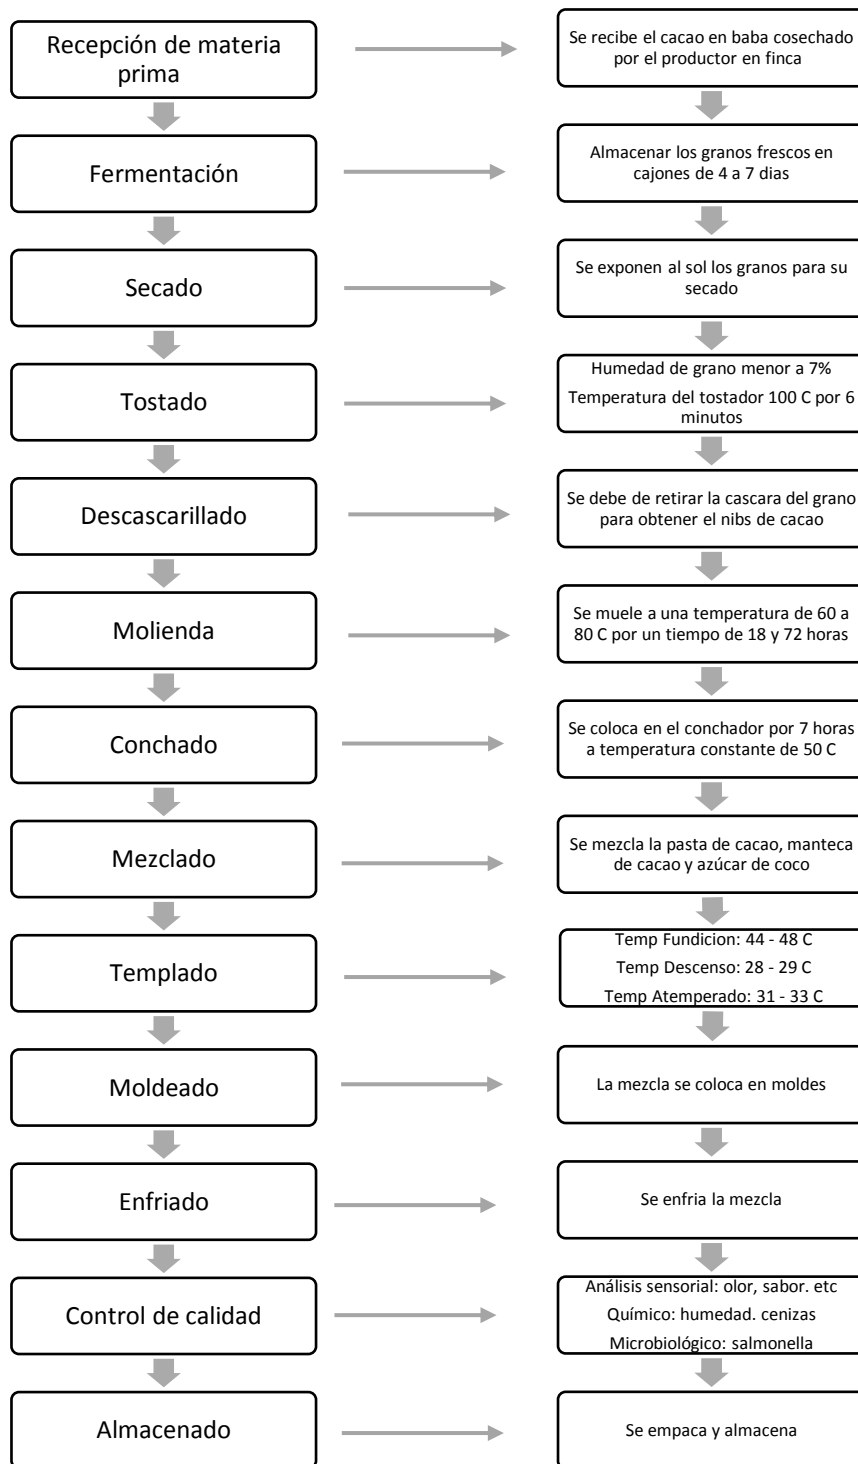 Recepción de materia
prima
Se recibe el cacao en baba cosechado
por el productor en finca
Fermentación
Almacenar los granos frescos en
cajones de 4 a 7 dias
Secado
Se exponen al sol los granos para su
secado
Tostado
Humedad de grano menor a 7%
Temperatura del tostador 100 C por 6
minutos
Descascarillado
Se debe de retirar la cascara del grano
para obtener el nibs de cacao
Molienda
Se muele a una temperatura de 60 a
80 C por un tiempo de 18 y 72 horas
Conchado
Se coloca en el conchador por 7 horas
a temperatura constante de 50 C
Mezclado
Se mezcla la pasta de cacao, manteca
de cacao y azúcar de coco
Templado
Temp Fundicion: 44 - 48 C
Temp Descenso: 28 - 29 C
Temp Atemperado: 31 - 33 C
Moldeado
La mezcla se coloca en moldes
Enfriado
Se enfria la mezcla
Control de calidad
Análisis sensorial: olor, sabor. etc
Químico: humedad. cenizas
Microbiológico: salmonella
Almacenado
Se empaca y almacena